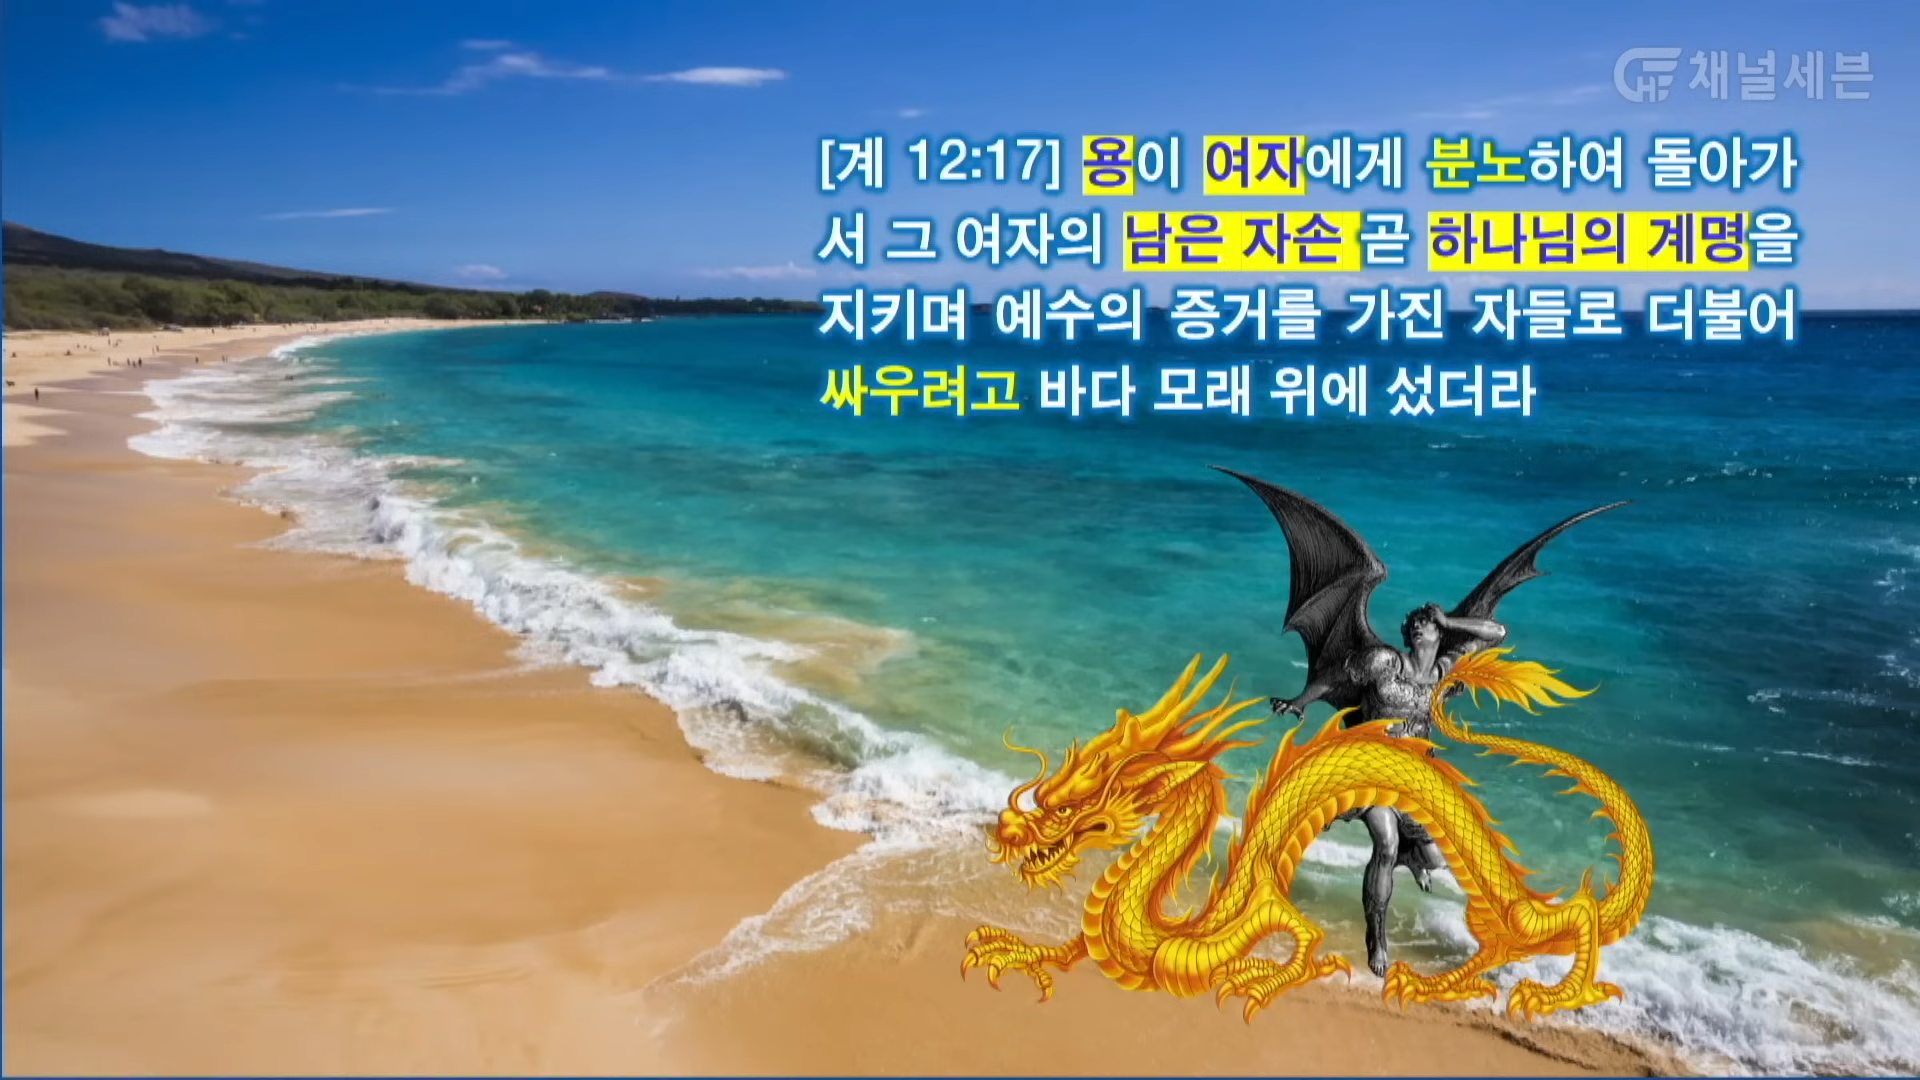 채널세븐
[계 12:17] 용이 여자에게 분노하여 돌아가
서 그 여자의 남은 자손 곧 하나님의 계명을
지키며 예수의 증거를 가진 자들로 더불어
싸우려고 바다 모래 위에 섰더라